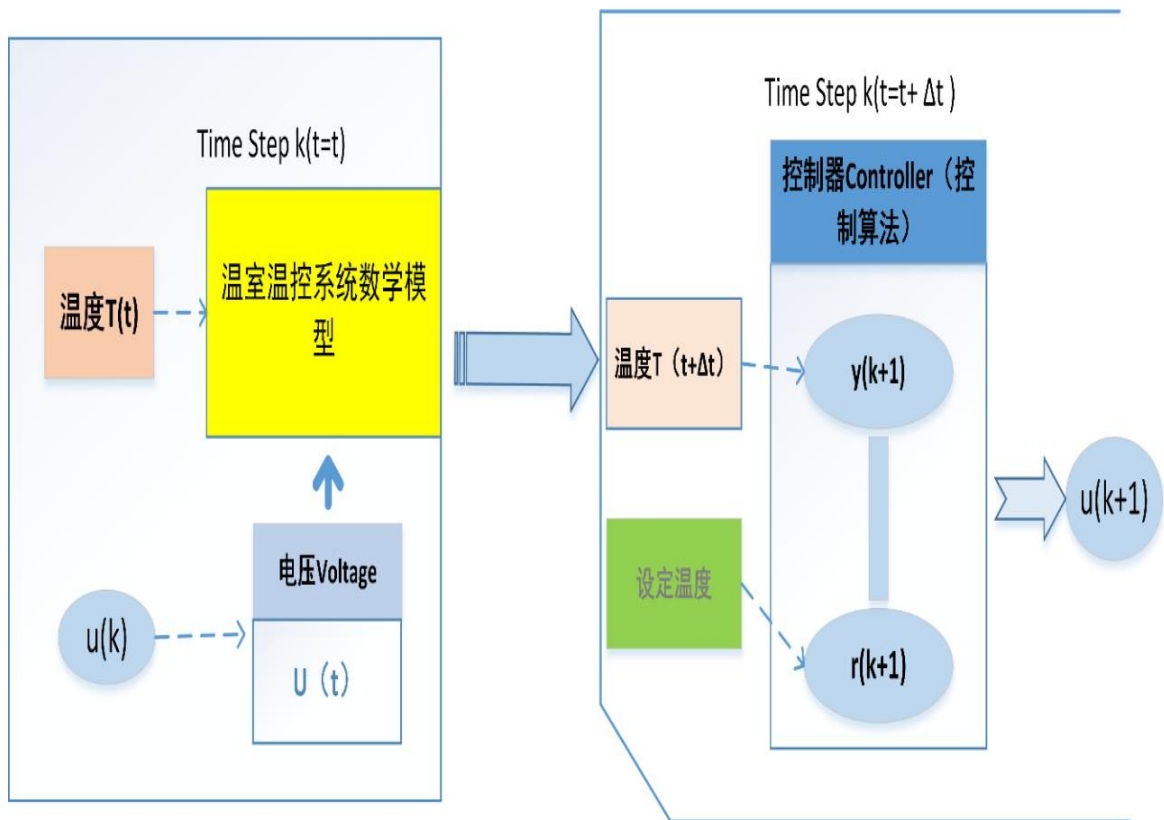 Time Step k(t=t)
温度T(t)
温室温控系统数学模
型
电压Voltage
u(k)
U（t）
Time Step k(t=t+ Δt )
控制器Controller（控
制算法）
温度T（t+Δt）
y(k+1)
设定温度
r(k+1)
u(k+1)